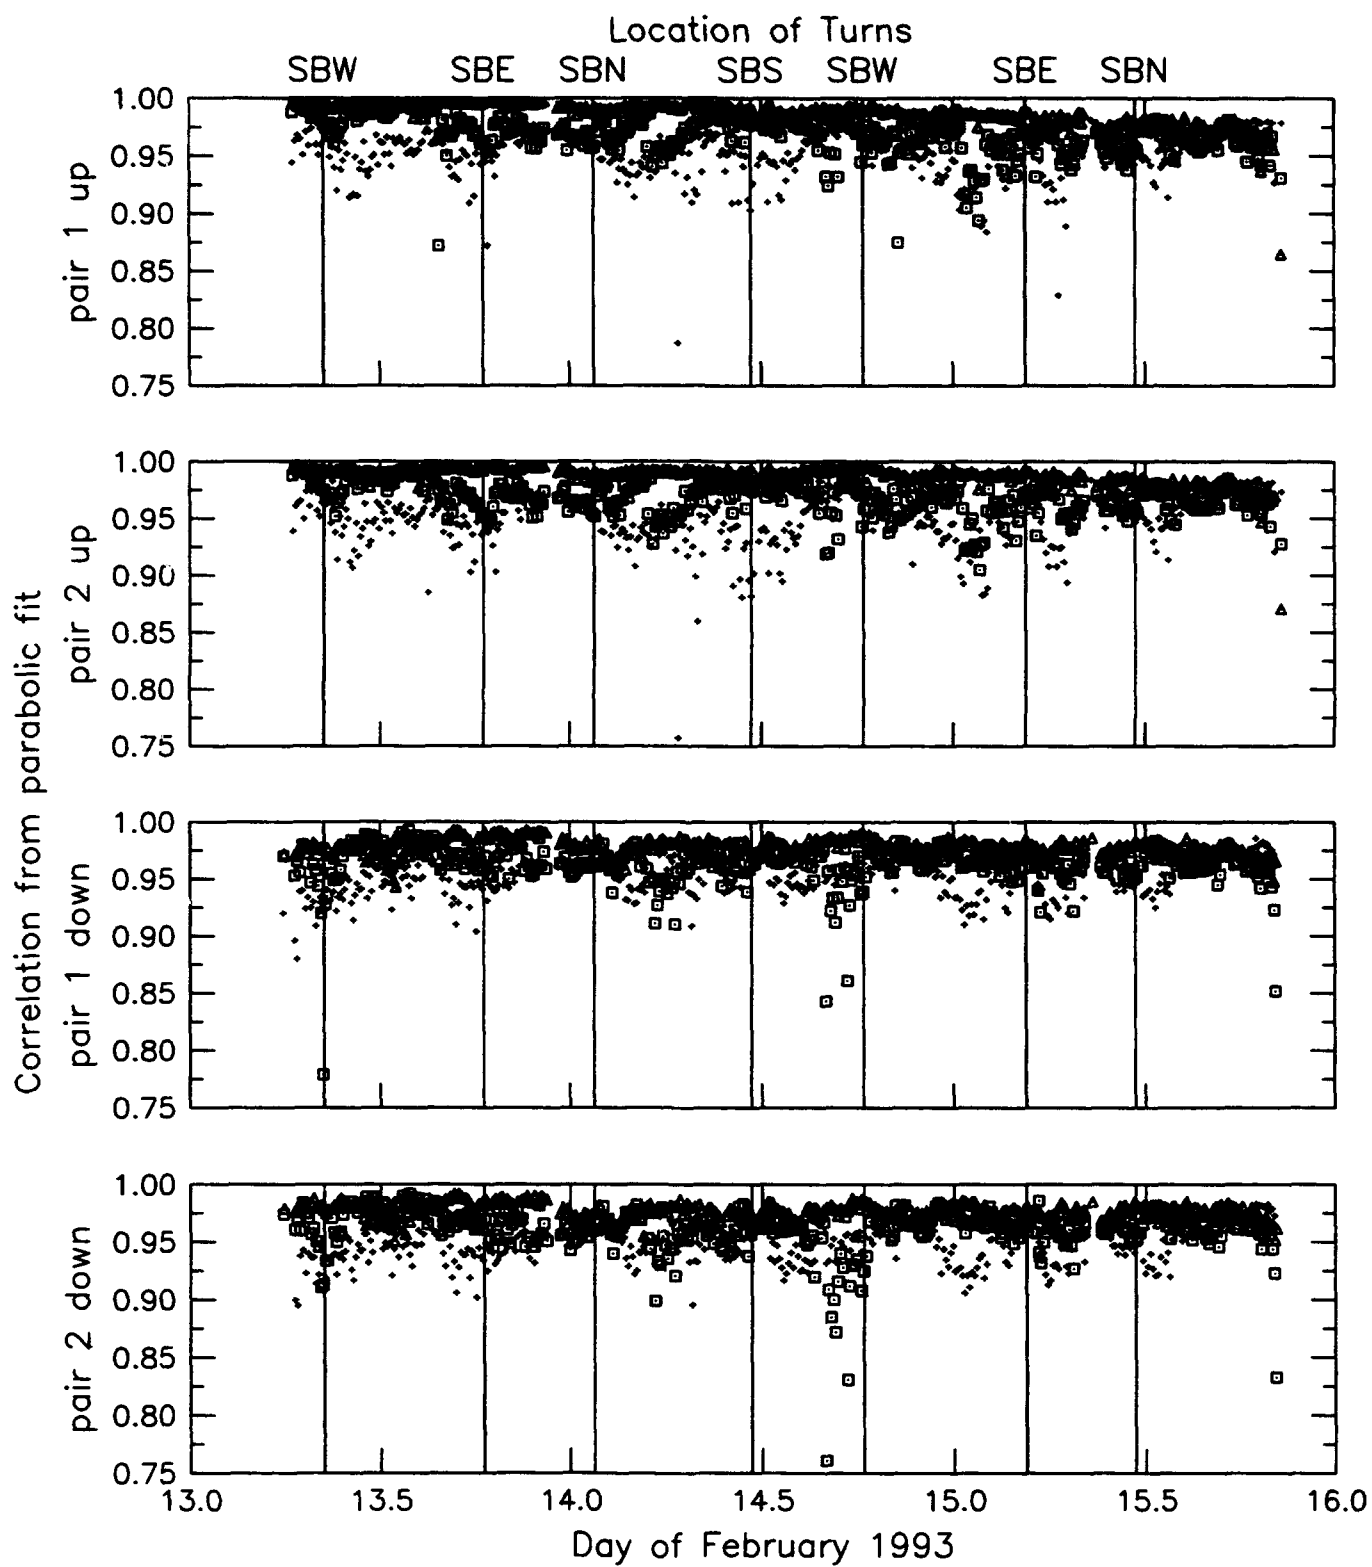 Location of Turns
SBW SBE SBN SBS SBW SBE SBN
1.00
0.95
0.90
0.85
0.80
0.75
pair 1 up
1.00
0.95
0.90
0.85
0.80
0.75
pair 2 up
Correlation from parabolic fit
1.00
0.95
0.90
0.85
0.80
0.75
pair 1 down
1.00
0.95
0.90
0.85
0.80
0.75
pair 2 down
13.0 13.5 14.0 14.5 15.0 15.5 16.0
Day of February 1993